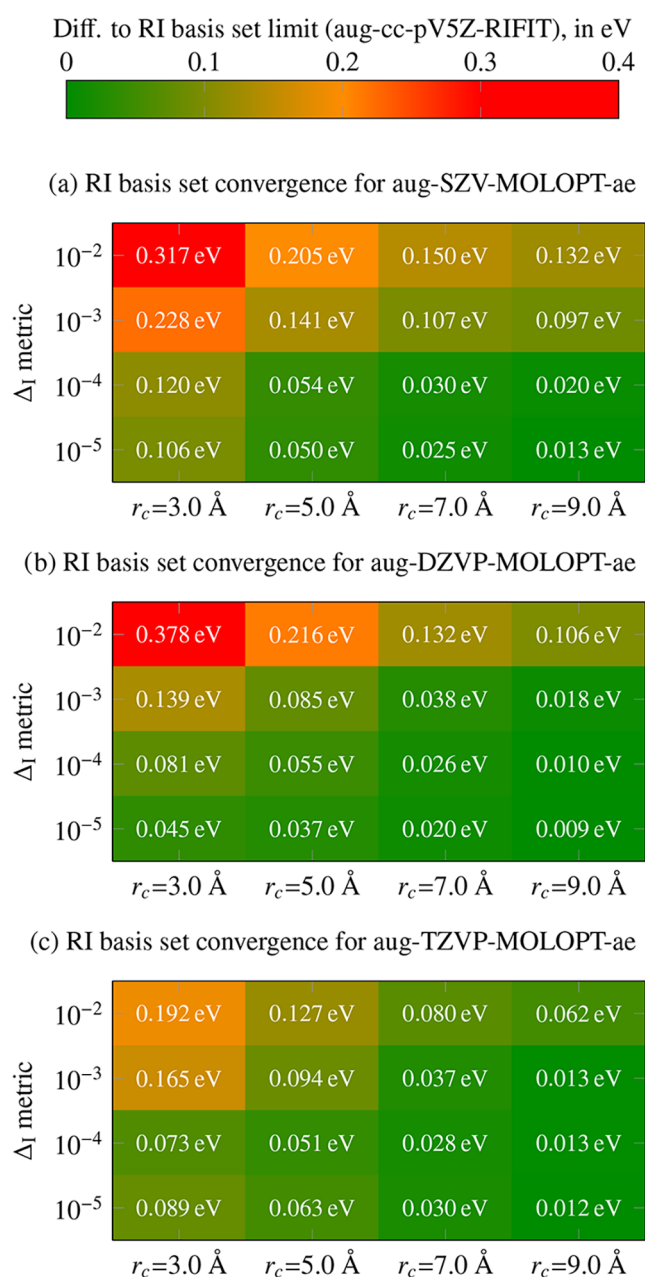 Diff. to RI basis set limit (aug-cc-pV5Z-RIFIT), in eV
0 0.1 0.2 0.3 0.4
(a) RI basis set convergence for aug-SZV-MOLOPT-ae
Δ_I metric
10⁻² 0.317 eV 0.205 eV 0.150 eV 0.132 eV
10⁻³ 0.228 eV 0.141 eV 0.107 eV 0.097 eV
10⁻⁴ 0.120 eV 0.054 eV 0.030 eV 0.020 eV
10⁻⁵ 0.106 eV 0.050 eV 0.025 eV 0.013 eV
r_c=3.0 Å r_c=5.0 Å r_c=7.0 Å r_c=9.0 Å
(b) RI basis set convergence for aug-DZVP-MOLOPT-ae
Δ_I metric
10⁻² 0.378 eV 0.216 eV 0.132 eV 0.106 eV
10⁻³ 0.139 eV 0.085 eV 0.038 eV 0.018 eV
10⁻⁴ 0.081 eV 0.055 eV 0.026 eV 0.010 eV
10⁻⁵ 0.045 eV 0.037 eV 0.020 eV 0.009 eV
r_c=3.0 Å r_c=5.0 Å r_c=7.0 Å r_c=9.0 Å
(c) RI basis set convergence for aug-TZVP-MOLOPT-ae
Δ_I metric
10⁻² 0.192 eV 0.127 eV 0.080 eV 0.062 eV
10⁻³ 0.165 eV 0.094 eV 0.037 eV 0.013 eV
10⁻⁴ 0.073 eV 0.051 eV 0.028 eV 0.013 eV
10⁻⁵ 0.089 eV 0.063 eV 0.030 eV 0.012 eV
r_c=3.0 Å r_c=5.0 Å r_c=7.0 Å r_c=9.0 Å